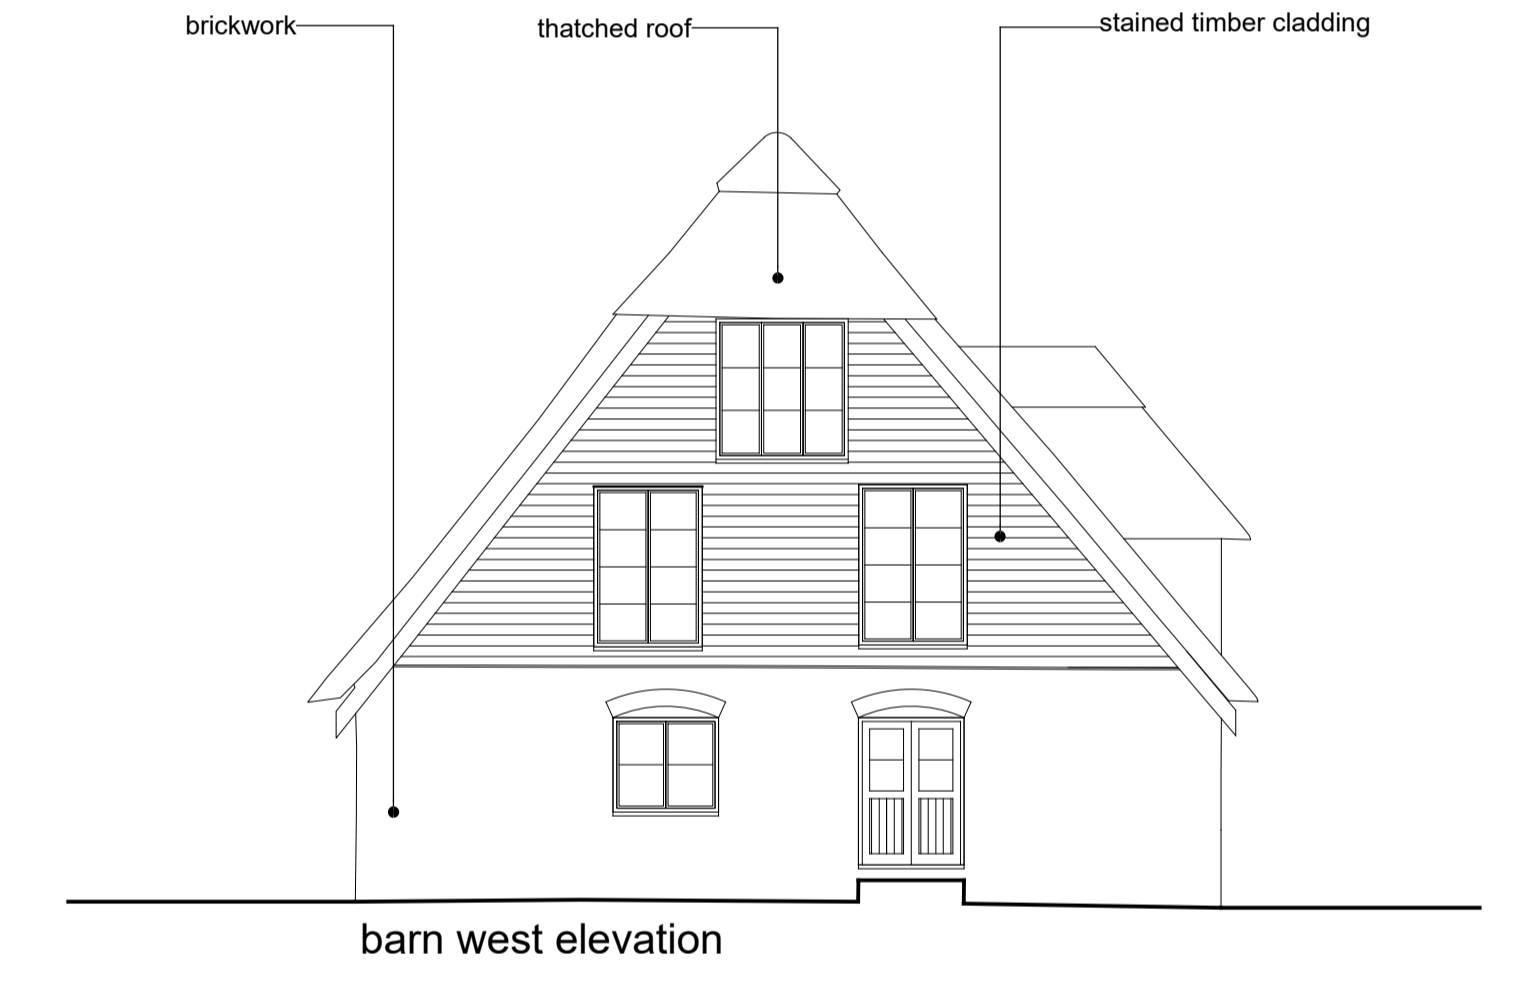 brickwork
thatched roof
stained timber cladding
barn west elevation